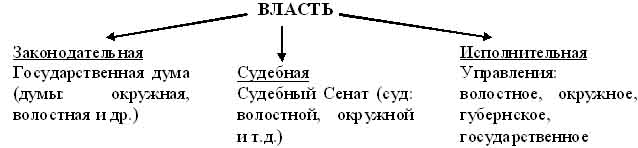 ВЛАСТЬ
Законодательная
Государственная дума
(думы: окружная,
волостная и др.)
Судебная
Судебный Сенат (суд:
волостной, окружной
и т.д.)
Исполнительная
Управления:
волостное, окружное,
губернское,
государственное